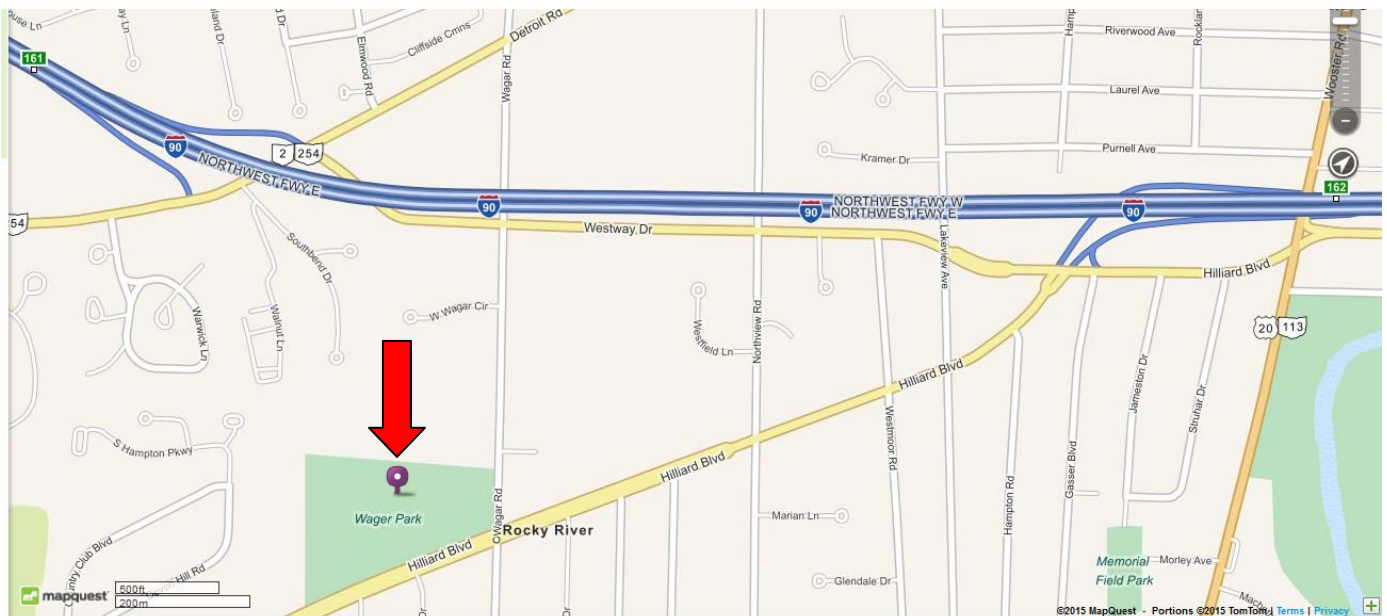 Detroit Rd
Cliffside Cmns
Elmwood Rd
Wagar Rd
Riverwood Ave
Wooster Rd
161
Laurel Ave
90
2
254
Kramer Dr
Purnell Ave
NORTHWEST FWY E
162
90
90
NORTHWEST FWY W
NORTHWEST FWY E
90
54
Westway Dr
Lakeview Ave
Southbend Dr
Hilliard Blvd
Warwick Ln
Walnut Ln
W Wagar Cir
Westfield Ln
Northview Rd
20
113
Hilliard Blvd
Jameston Dr
Struhar Dr
Westmoor Rd
S Hampton Pkwy
Hilliard Blvd
Gasser Blvd
Hampton Rd
Wager Park
Wagar Rd
Rocky River
Marian Ln
Hilliard Blvd
Memorial
Field Park
Morley Ave
Glendale Dr
mapquest
500ft
200m
©2015 MapQuest - Portions ©2015 TomTom | Terms | Privacy